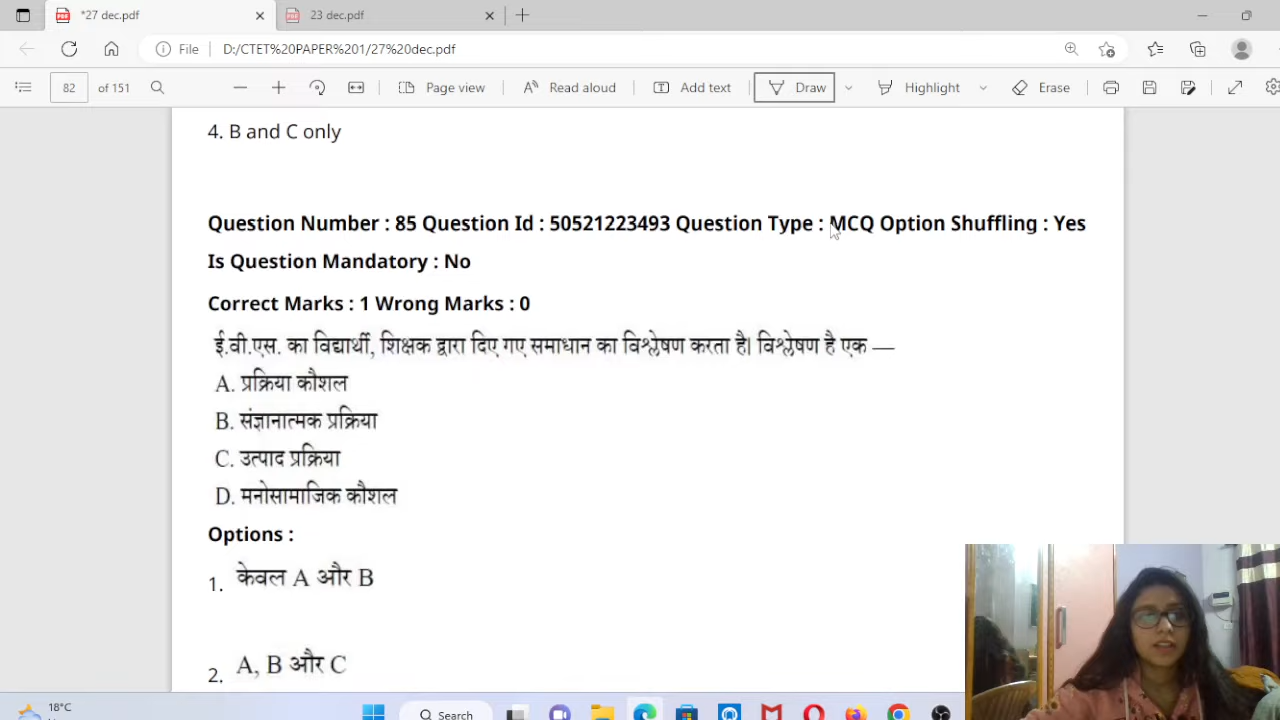 *27 dec.pdf
23 dec.pdf
File
D:/CTET%20PAPER%201/27%20dec.pdf
82 of 151
Page view
Read aloud
Add text
Draw
Highlight
Erase
4. B and C only
Question Number : 85 Question Id : 50521223493 Question Type : MCQ Option Shuffling : Yes
Is Question Mandatory : No
Correct Marks : 1 Wrong Marks : 0
ई.वी.एस. का विद्यार्थी, शिक्षक द्वारा दिए गए समाधान का विश्लेषण करता है। विश्लेषण है एक —
A. प्रक्रिया कौशल
B. संज्ञानात्मक प्रक्रिया
C. उत्पाद प्रक्रिया
D. मनोसामाजिक कौशल
Options :
1. केवल A और B
2. A, B और C
18°C
Search